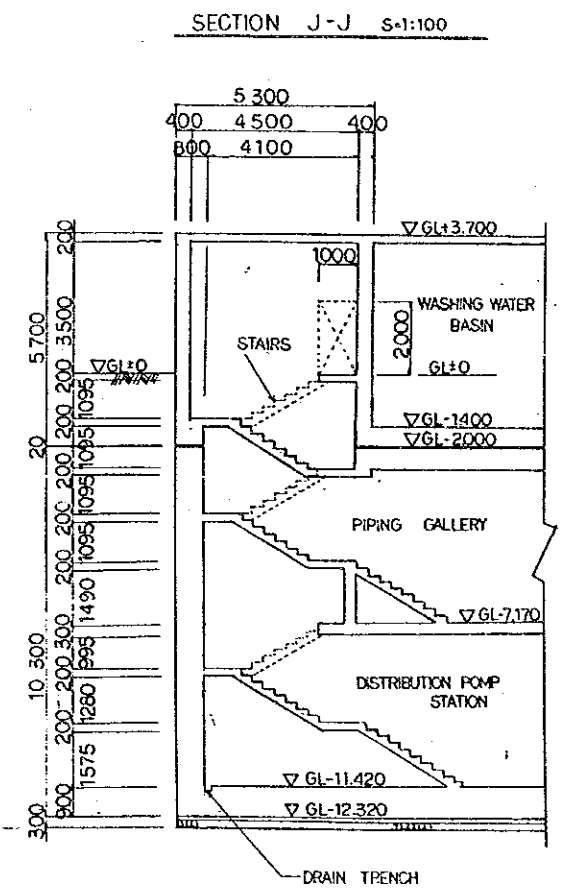 SECTION J-J S=1:100
5 300
400 4 500 400
800 4100
200
▽ GL+3.700
1000
3500
5 700
WASHING WATER
BASIN
2000
STAIRS
▽GL±0
GL±0
200
1095
200
▽ GL-1400
20
▽ GL-2000
1095
200
1095
200
PIPING GALLERY
1095
200
1490
▽ GL-7.170
300
995
10 300
200
DISTRIBUTION POMP
STATION
1280
200
1575
▽ GL-11.420
900
▽ GL-12.320
300
DRAIN TRENCH